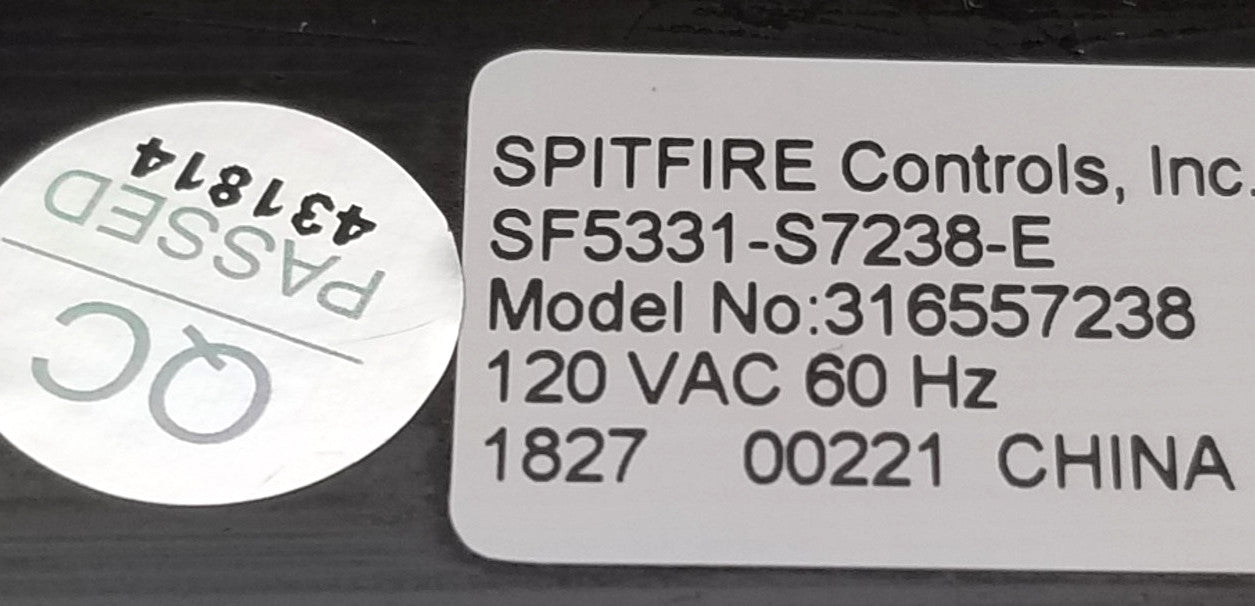 QC
PASSED
431814
SPITFIRE Controls, Inc.
SF5331-S7238-E
Model No:316557238
120 VAC 60 Hz
1827 00221 CHINA